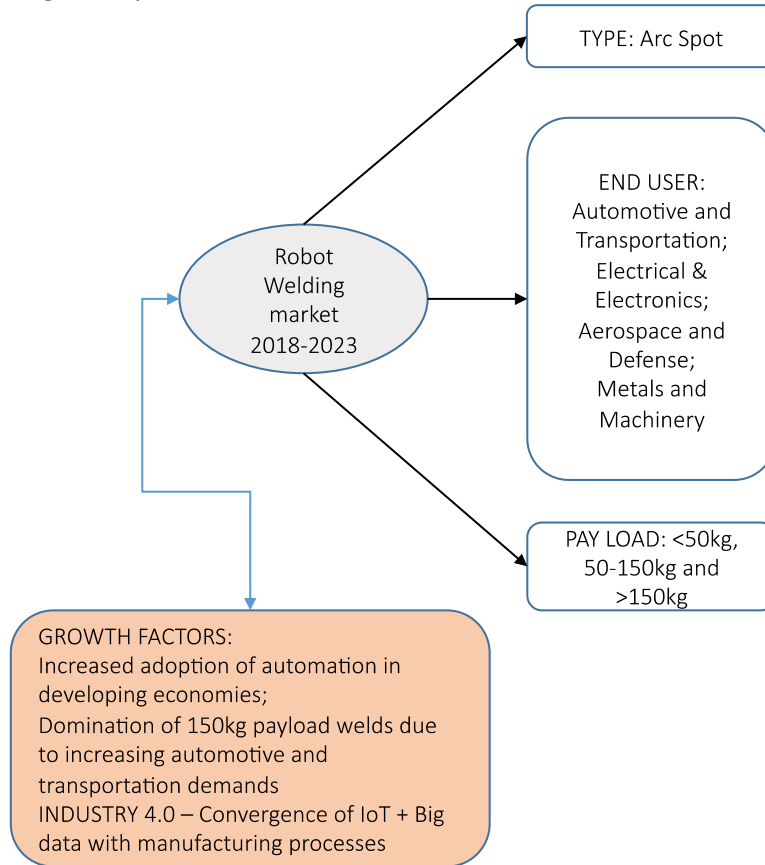 TYPE: Arc Spot
END USER:
Automotive and
Transportation;
Electrical &
Electronics;
Aerospace and
Defense;
Metals and
Machinery
Robot
Welding
market
2018-2023
PAY LOAD: <50kg,
50-150kg and
>150kg
GROWTH FACTORS:
Increased adoption of automation in
developing economies;
Domination of 150kg payload welds due
to increasing automotive and
transportation demands
INDUSTRY 4.0 – Convergence of IoT + Big
data with manufacturing processes